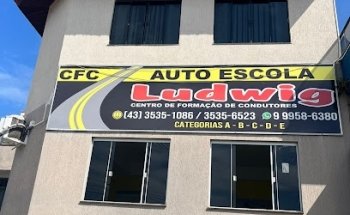 CFC AUTO ESCOLA
Ludwig
CENTRO DE FORMAÇÃO DE CONDUTORES
(43) 3535-1086 / 3535-6523 9 9958-6380
CATEGORIAS A - B - C - D - E